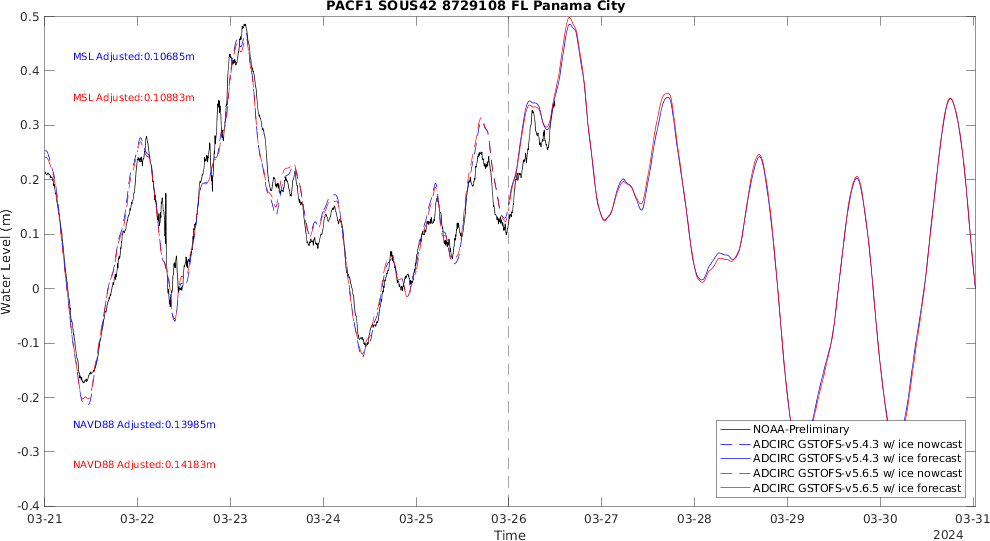 PACF1 SOUS42 8729108 FL Panama City
0.5
0.4
0.3
0.2
0.1
0
-0.1
-0.2
-0.3
-0.4
Water Level (m)
MSL Adjusted:0.10685m
MSL Adjusted:0.10883m
NAVD88 Adjusted:0.13985m
NAVD88 Adjusted:0.14183m
NOAA-Preliminary
ADCIRC GSTOFS-v5.4.3 w/ ice nowcast
ADCIRC GSTOFS-v5.4.3 w/ ice forecast
ADCIRC GSTOFS-v5.6.5 w/ ice nowcast
ADCIRC GSTOFS-v5.6.5 w/ ice forecast
03-21 03-22 03-23 03-24 03-25 03-26 03-27 03-28 03-29 03-30 03-31
Time
2024